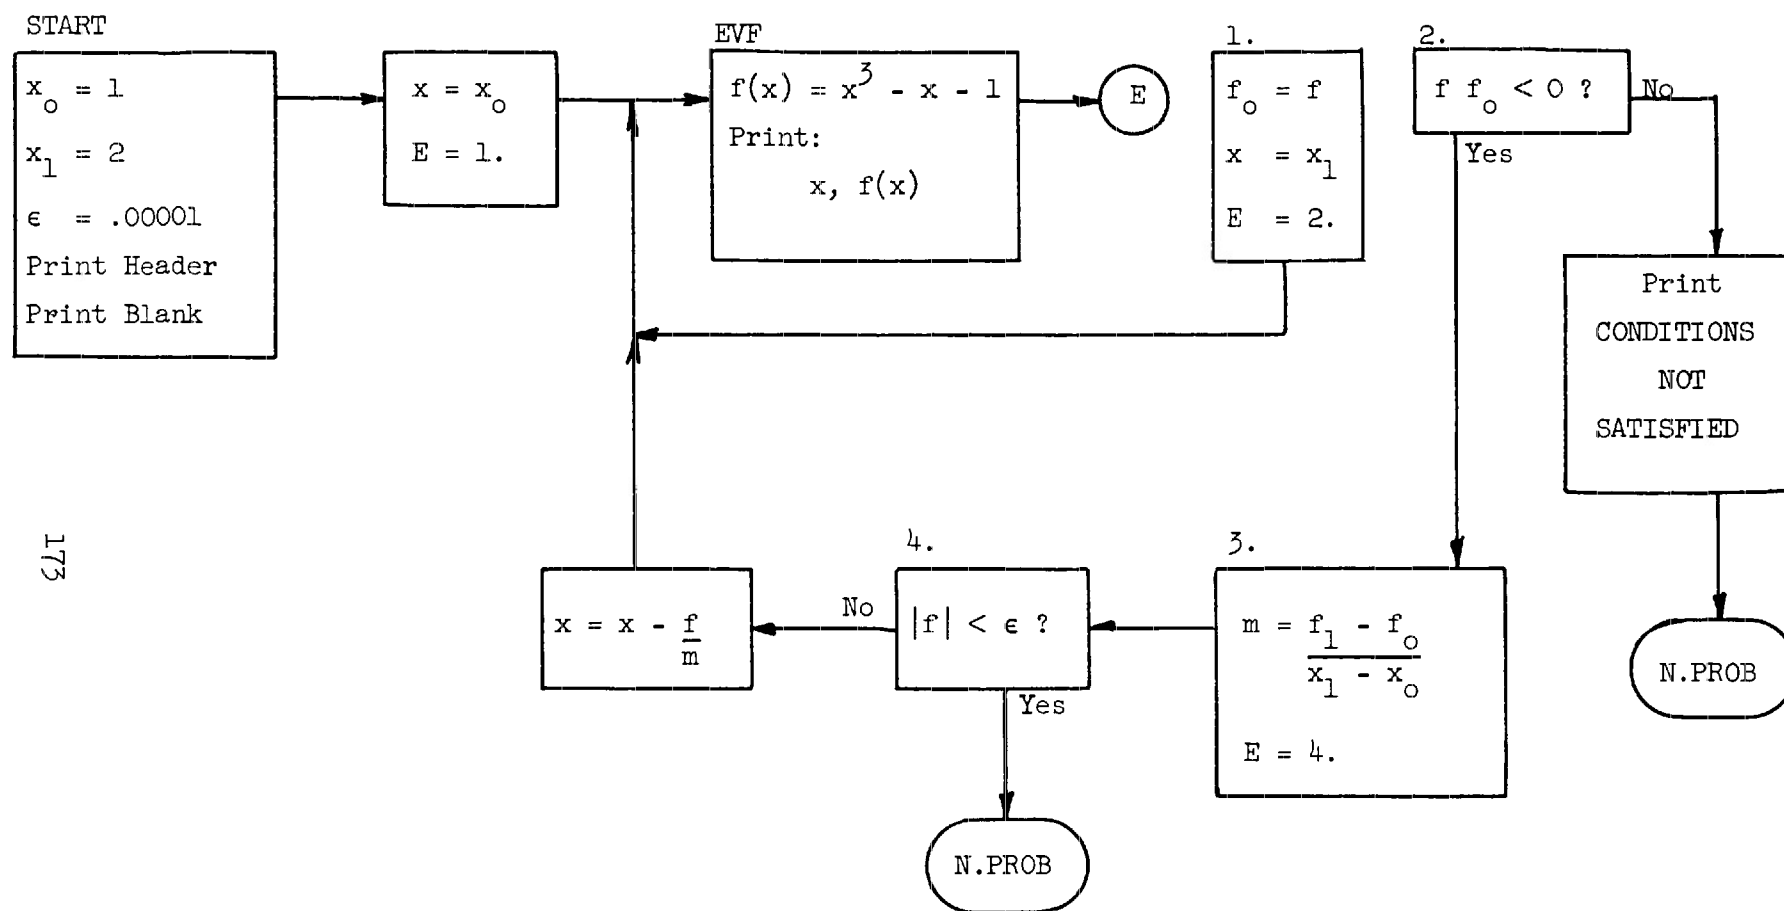 START
x₀ = 1
x₁ = 2
ϵ = .00001
Print Header
Print Blank
x = x₀
E = 1.
EVF
f(x) = x³ - x - 1
Print:
x, f(x)
E
1.
f₀ = f
x = x₁
E = 2.
2.
f f₀ < 0 ?
No
Yes
Print
CONDITIONS
NOT
SATISFIED
N.PROB
3.
m = f₁ - f₀
x₁ - x₀
E = 4.
4.
|f| < ϵ ?
No
Yes
x = x - f
m
N.PROB
173